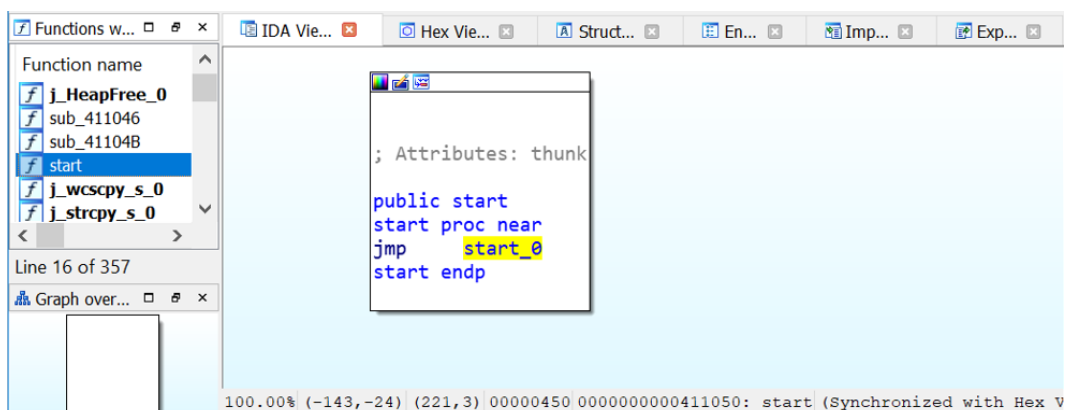 Functions w...
IDA Vie...
Hex Vie...
Struct...
En...
Imp...
Exp...
Function name
f j_HeapFree_0
f sub_411046
f sub_41104B
f start
f j_wcscpy_s_0
f j_strcpy_s_0
Line 16 of 357
Graph over...
; Attributes: thunk
public start
start proc near
jmp start_0
start endp
100.00% (-143,-24) (221,3) 00000450 0000000000411050: start (Synchronized with Hex V